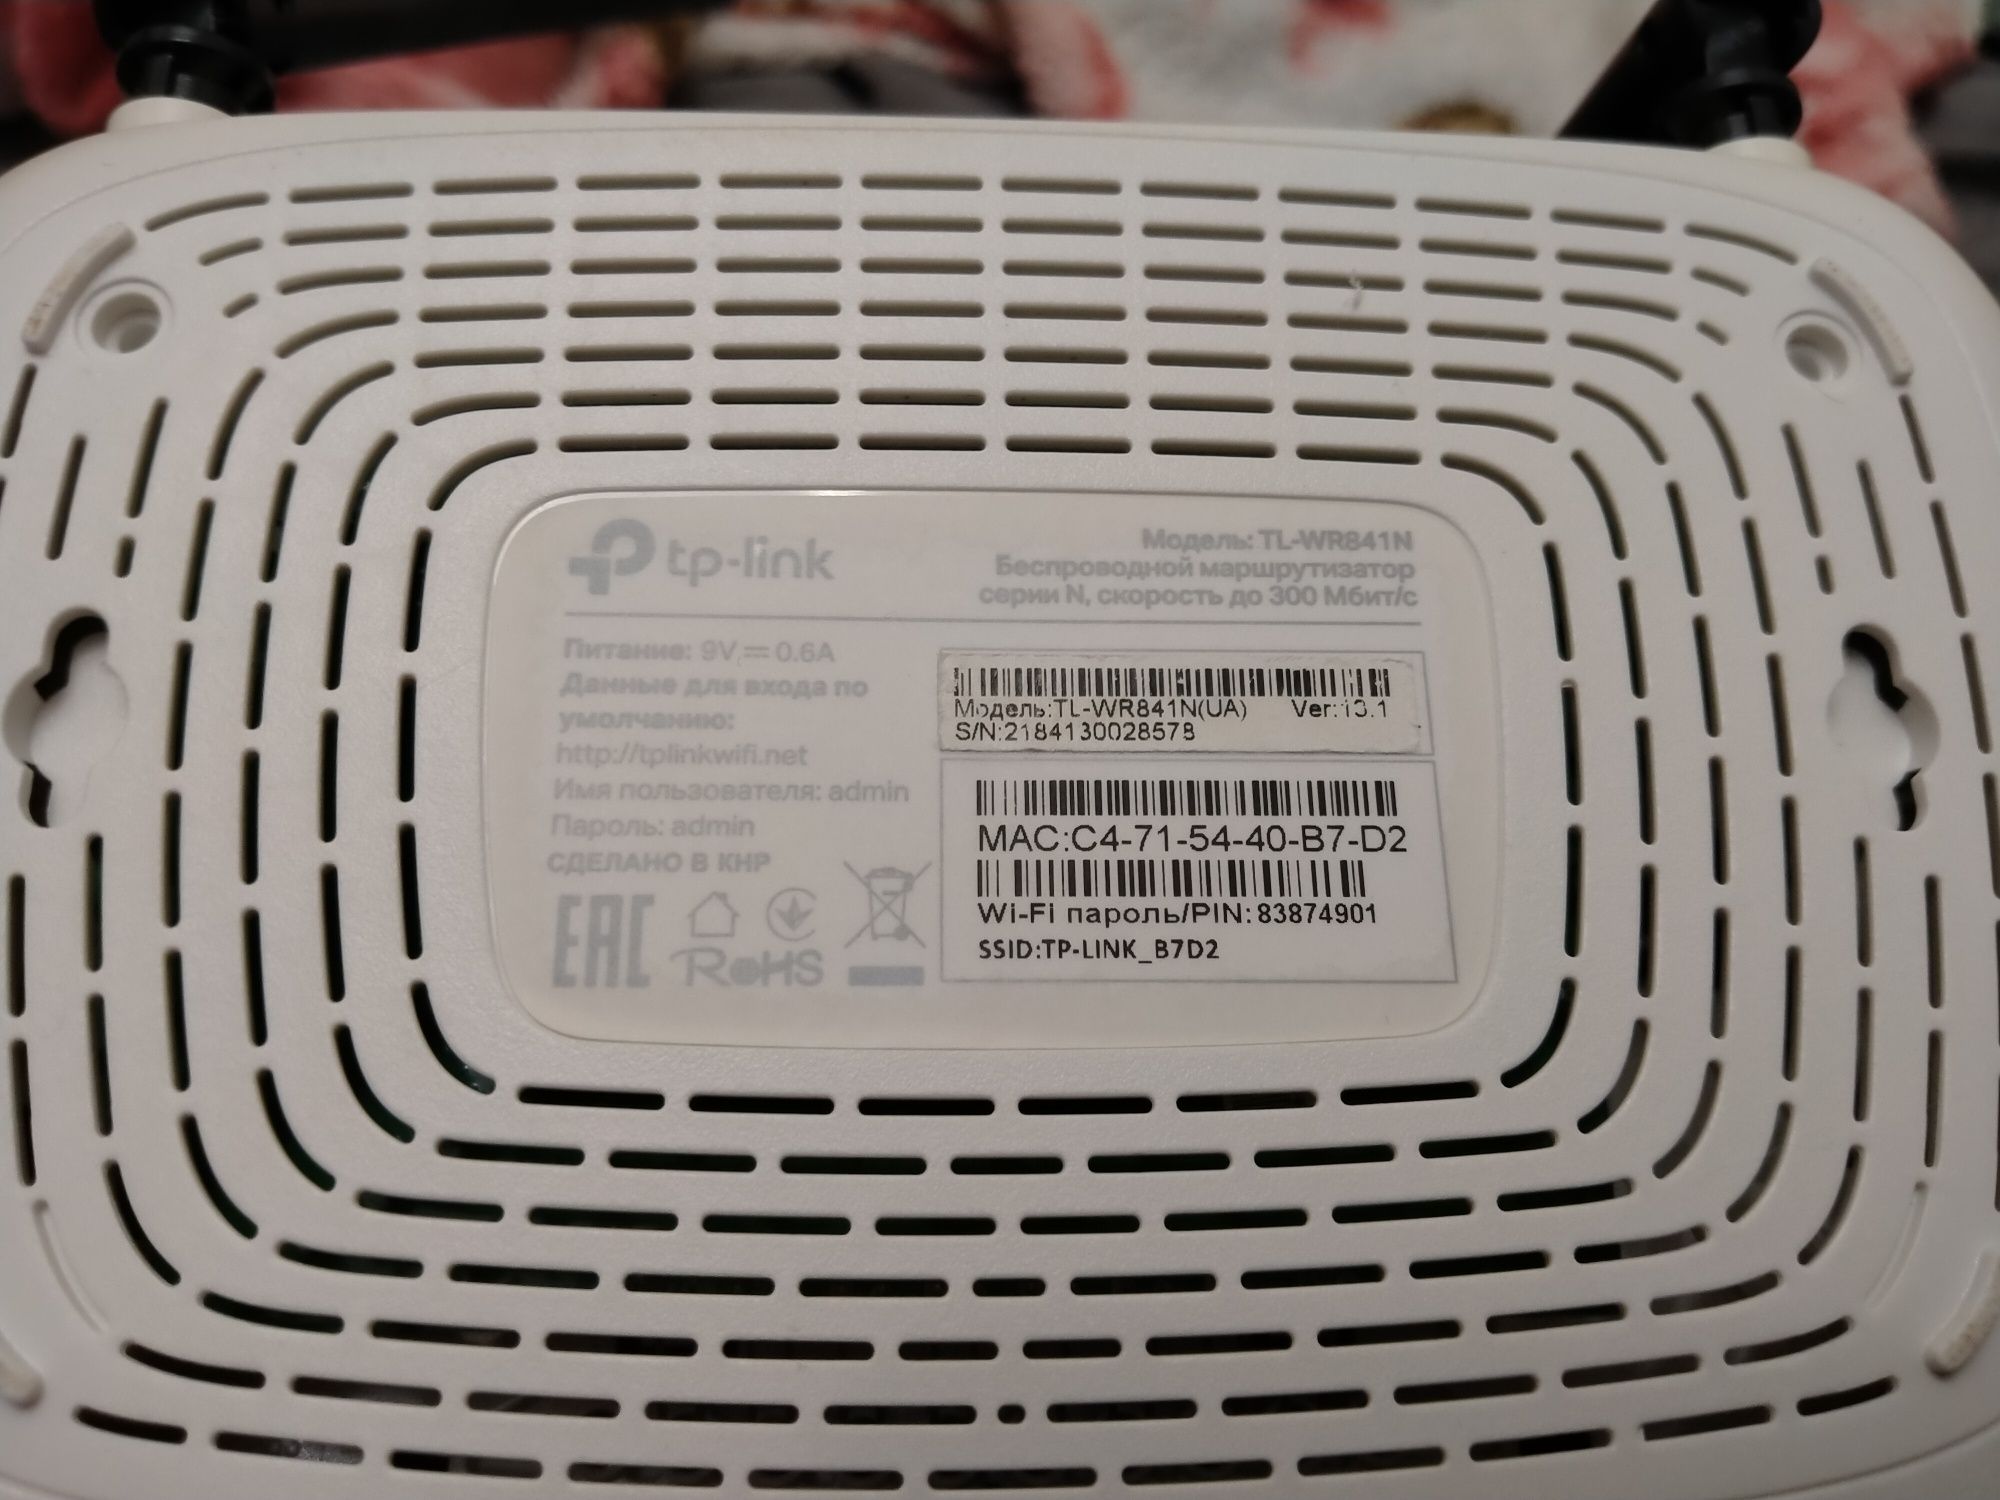 tp-link
Модель: TL-WR841N
Беспроводной маршрутизатор
серии N, скорость до 300 Мбит/с
Питание: 9V⎓0.6A
Данные для входа по
умолчанию:
http://tplinkwifi.net
Имя пользователя: admin
Пароль: admin
СДЕЛАНО В КНР
EAC
RoHS
Модель:TL-WR841N(UA) Ver:13.1
S/N:2184130028578
MAC:C4-71-54-40-B7-D2
Wi-Fi пароль/PIN:83874901
SSID:TP-LINK_B7D2